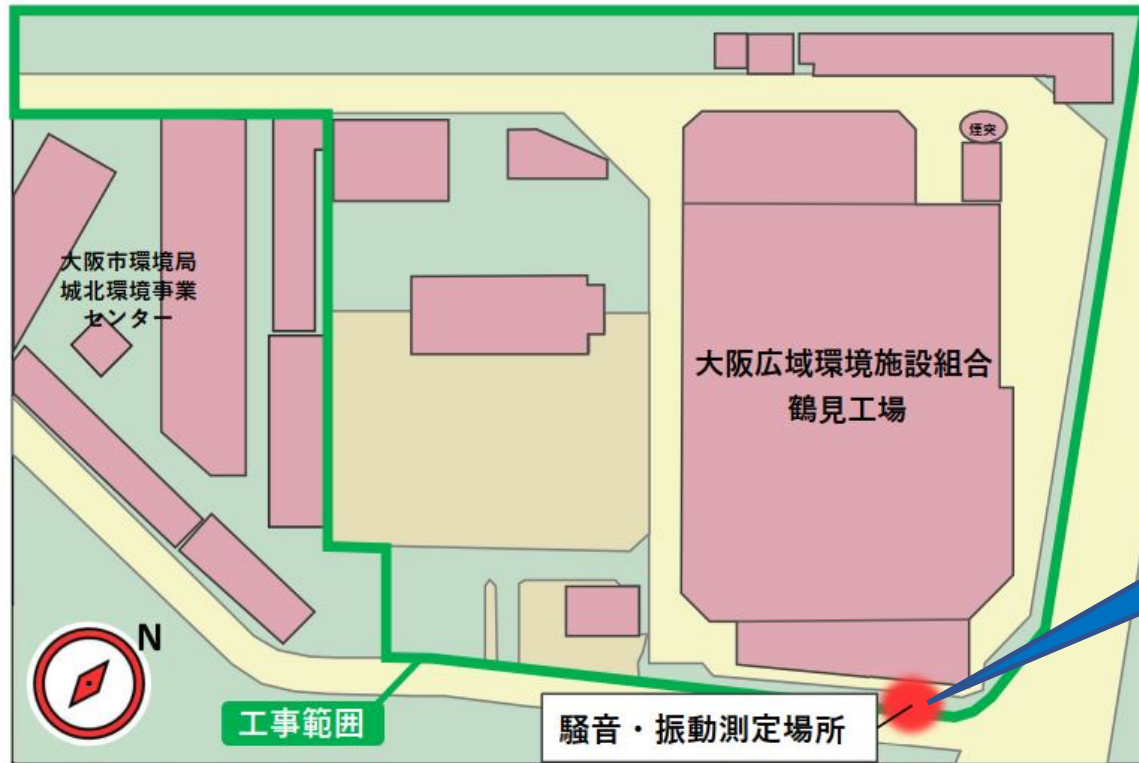 煙突
大阪市環境局
城北環境事業
センター
大阪広域環境施設組合
鶴見工場
N
工事範囲
騒音・振動測定場所